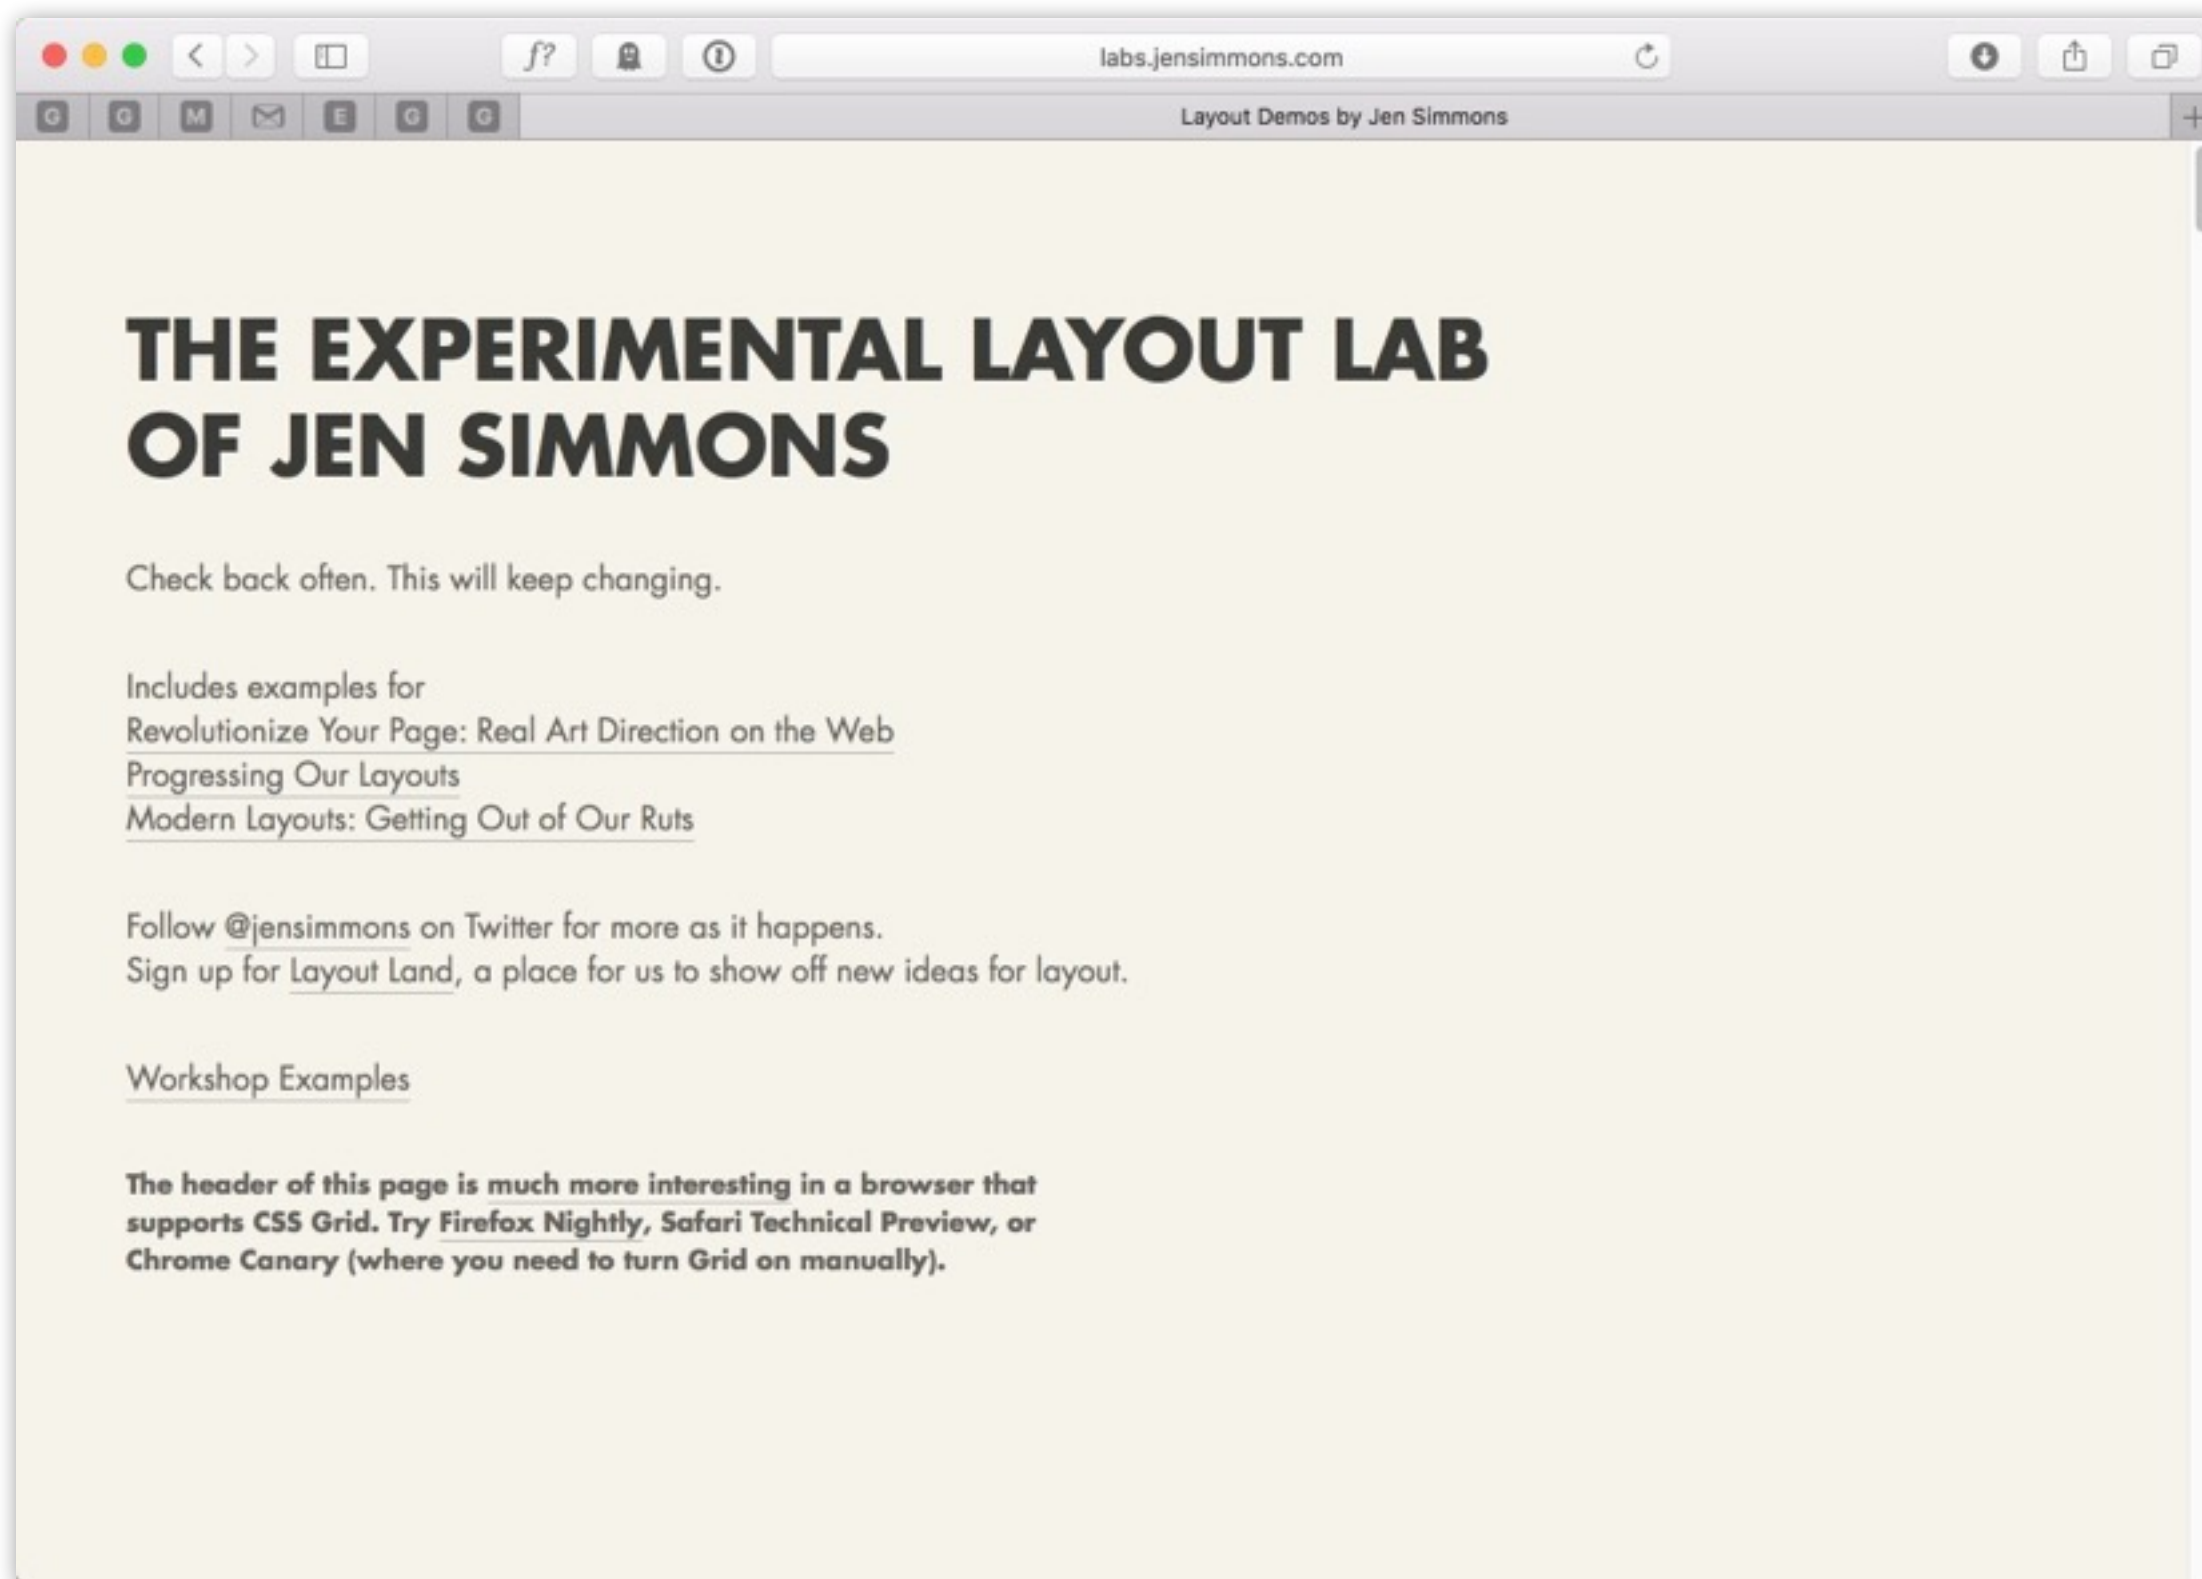 f?
labs.jensimmons.com
G G M E G G
Layout Demos by Jen Simmons
THE EXPERIMENTAL LAYOUT LAB
OF JEN SIMMONS
Check back often. This will keep changing.
Includes examples for
Revolutionize Your Page: Real Art Direction on the Web
Progressing Our Layouts
Modern Layouts: Getting Out of Our Ruts
Follow @jensimmons on Twitter for more as it happens.
Sign up for Layout Land, a place for us to show off new ideas for layout.
Workshop Examples
The header of this page is much more interesting in a browser that
supports CSS Grid. Try Firefox Nightly, Safari Technical Preview, or
Chrome Canary (where you need to turn Grid on manually).